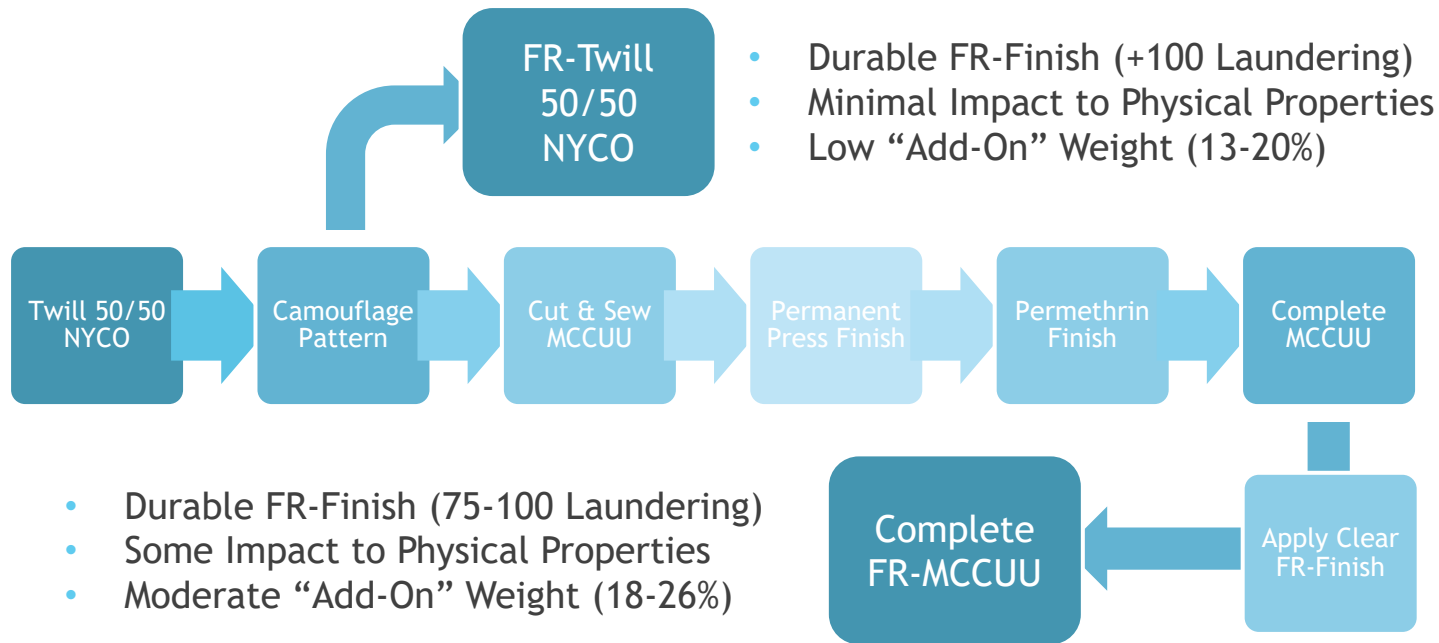 FR-Twill
50/50
NYCO
• Durable FR-Finish (+100 Laundering)
• Minimal Impact to Physical Properties
• Low “Add-On” Weight (13-20%)
Twill 50/50
NYCO
Camouflage
Pattern
Cut & Sew
MCCUU
Permanent
Press Finish
Permethrin
Finish
Complete
MCCUU
• Durable FR-Finish (75-100 Laundering)
• Some Impact to Physical Properties
• Moderate “Add-On” Weight (18-26%)
Complete
FR-MCCUU
Apply Clear
FR-Finish